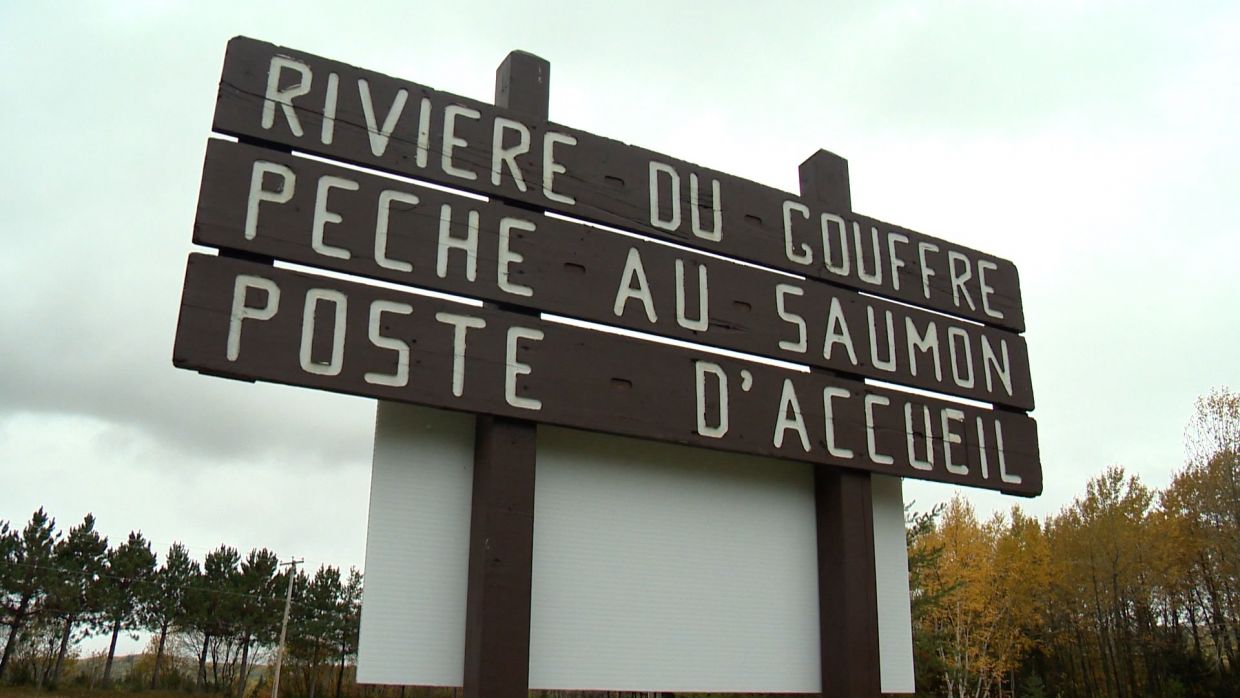 RIVIERE DU GOUFFRE
PECHE AU SAUMON
POSTE D'ACCUEIL